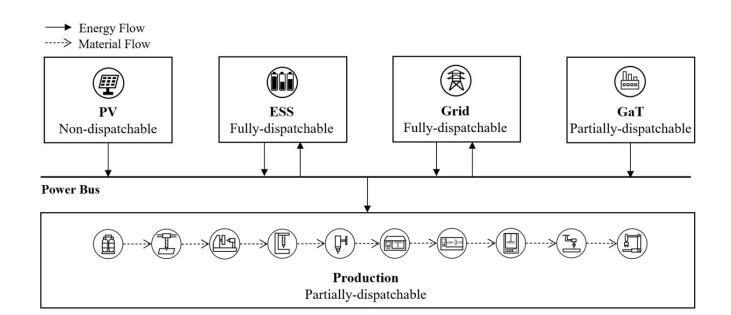 Energy Flow
Material Flow
PV
Non-dispatchable
ESS
Fully-dispatchable
Grid
Fully-dispatchable
GaT
Partially-dispatchable
Power Bus
Production
Partially-dispatchable